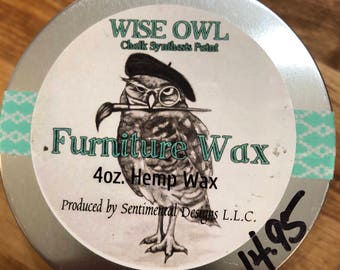 WISE OWL
Chalk Synthesis Paint
Furniture Wax
4oz. Hemp Wax
Produced by Sentimental Designs L.L.C.
14.95